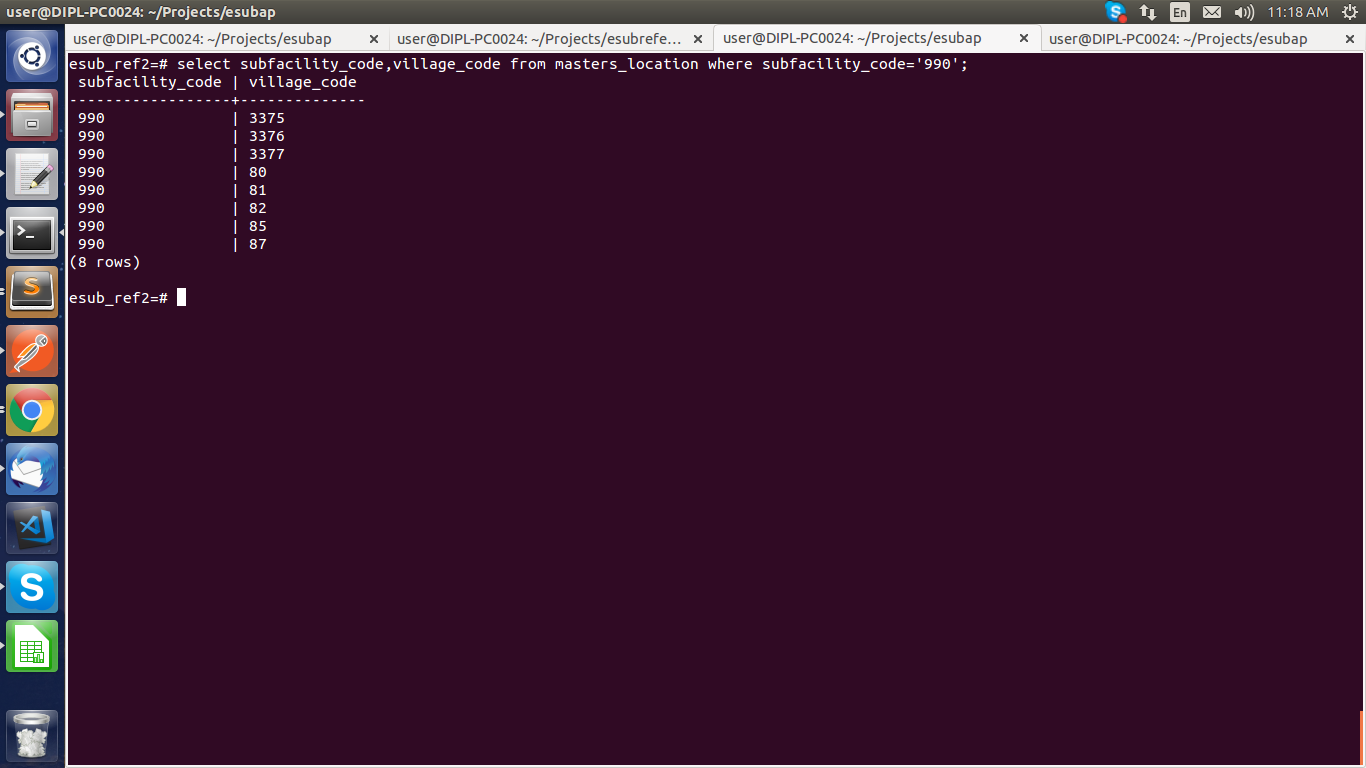 user@DIPL-PC0024: ~/Projects/esubap
En
11:18 AM
user@DIPL-PC0024: ~/Projects/esubap
user@DIPL-PC0024: ~/Projects/esubrefe...
user@DIPL-PC0024: ~/Projects/esubap
user@DIPL-PC0024: ~/Projects/esubap
esub_ref2=# select subfacility_code,village_code from masters_location where subfacility_code='990';
subfacility_code | village_code
------------------+--------------
990 | 3375
990 | 3376
990 | 3377
990 | 80
990 | 81
990 | 82
990 | 85
990 | 87
(8 rows)
esub_ref2=#